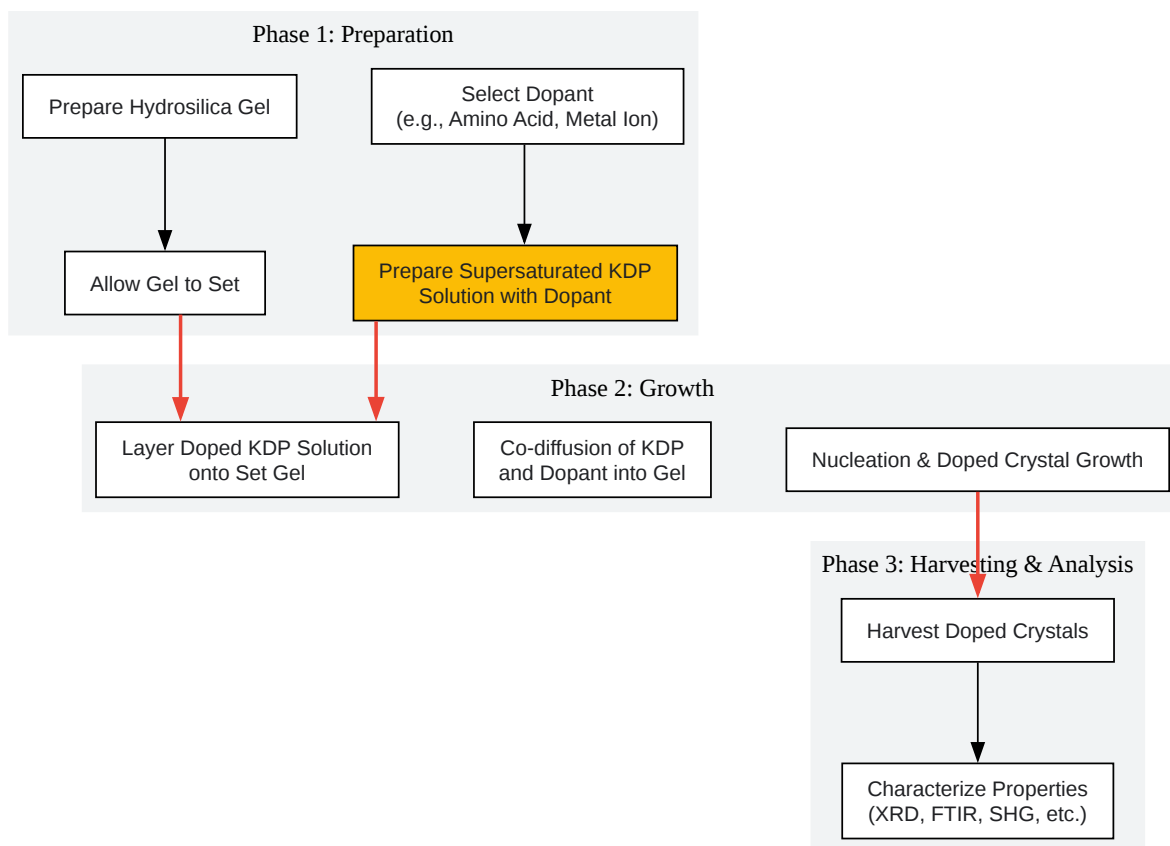 Phase 1: Preparation
Prepare Hydrosilica Gel
Select Dopant
(e.g., Amino Acid, Metal Ion)
Allow Gel to Set
Prepare Supersaturated KDP
Solution with Dopant
Phase 2: Growth
Layer Doped KDP Solution
onto Set Gel
Co-diffusion of KDP
and Dopant into Gel
Nucleation & Doped Crystal Growth
Phase 3: Harvesting & Analysis
Harvest Doped Crystals
Characterize Properties
(XRD, FTIR, SHG, etc.)